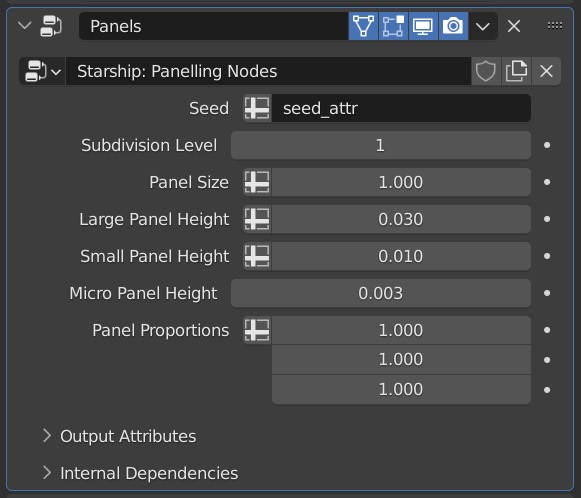 Panels
Starship: Panelling Nodes
Seed seed_attr
Subdivision Level 1
Panel Size 1.000
Large Panel Height 0.030
Small Panel Height 0.010
Micro Panel Height 0.003
Panel Proportions 1.000
1.000
1.000
Output Attributes
Internal Dependencies